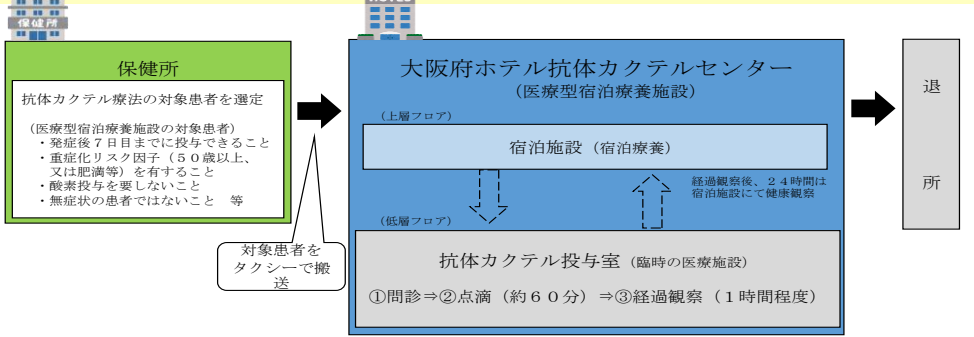 HOTEL
保健所
保健所
抗体カクテル療法の対象患者を選定
(医療型宿泊療養施設の対象患者)
・発症後7日目までに投与できること
・重症化リスク因子(50歳以上、
又は肥満等)を有すること
・酸素投与を要しないこと
・無症状の患者ではないこと 等
対象患者を
タクシーで搬
送
大阪府ホテル抗体カクテルセンター
(医療型宿泊療養施設)
(上層フロア)
宿泊施設(宿泊療養)
経過観察後、24時間は
宿泊施設にて健康観察
(低層フロア)
抗体カクテル投与室(臨時の医療施設)
①問診⇒②点滴(約60分)⇒③経過観察(1時間程度)
退
所